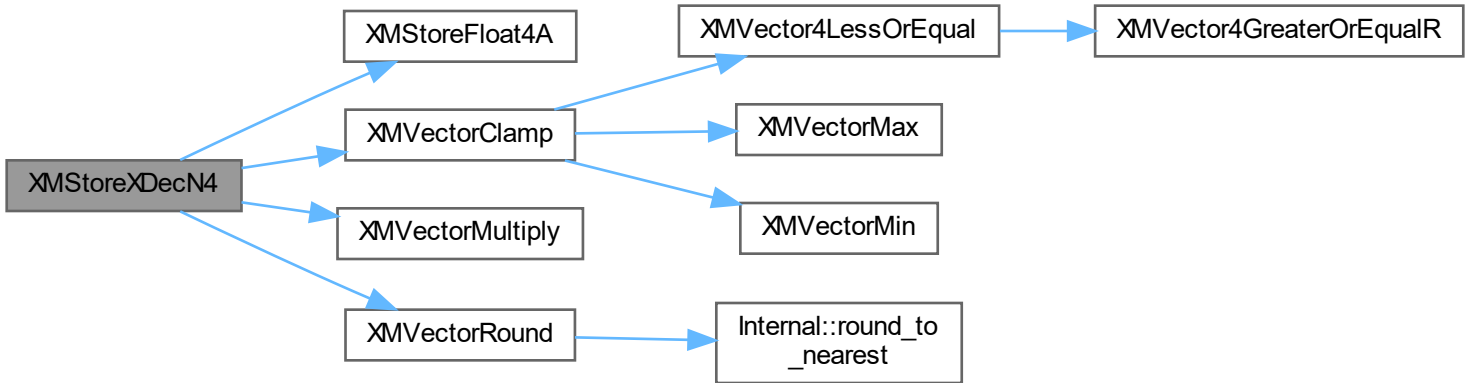 XMStoreXDecN4
XMStoreFloat4A
XMVectorClamp
XMVectorMultiply
XMVectorRound
XMVector4LessOrEqual
XMVectorMax
XMVectorMin
Internal::round_to
_nearest
XMVector4GreaterOrEqualR